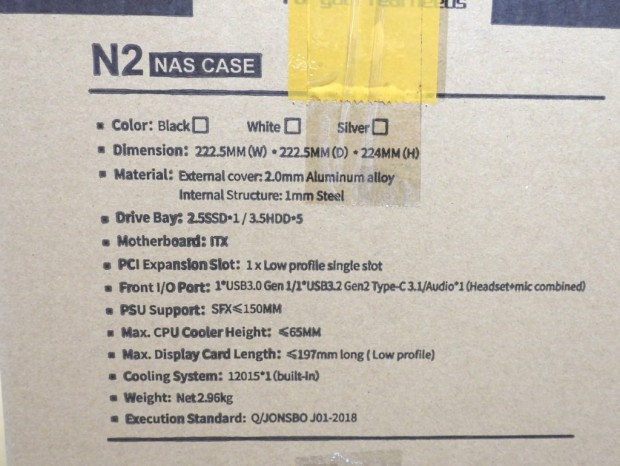 N2 NAS CASE
Color: Black□ White□ Silver□
Dimension: 222.5MM(W) * 222.5MM(D) * 224MM(H)
Material: External cover: 2.0mm Aluminum alloy
Internal Structure: 1mm Steel
Drive Bay: 2.5SSD*1 / 3.5HDD*5
Motherboard: ITX
PCI Expansion Slot: 1 x Low profile single slot
Front I/O Port: 1*USB3.0 Gen 1/1*USB3.2 Gen2 Type-C 3.1/Audio*1 (Headset+mic combined)
PSU Support: SFX≤150MM
Max. CPU Cooler Height: ≤65MM
Max. Display Card Length: ≤197mm long ( Low profile)
Cooling System: 12015*1 (built-in)
Weight: Net 2.96kg
Execution Standard: Q/JONSBO J01-2018